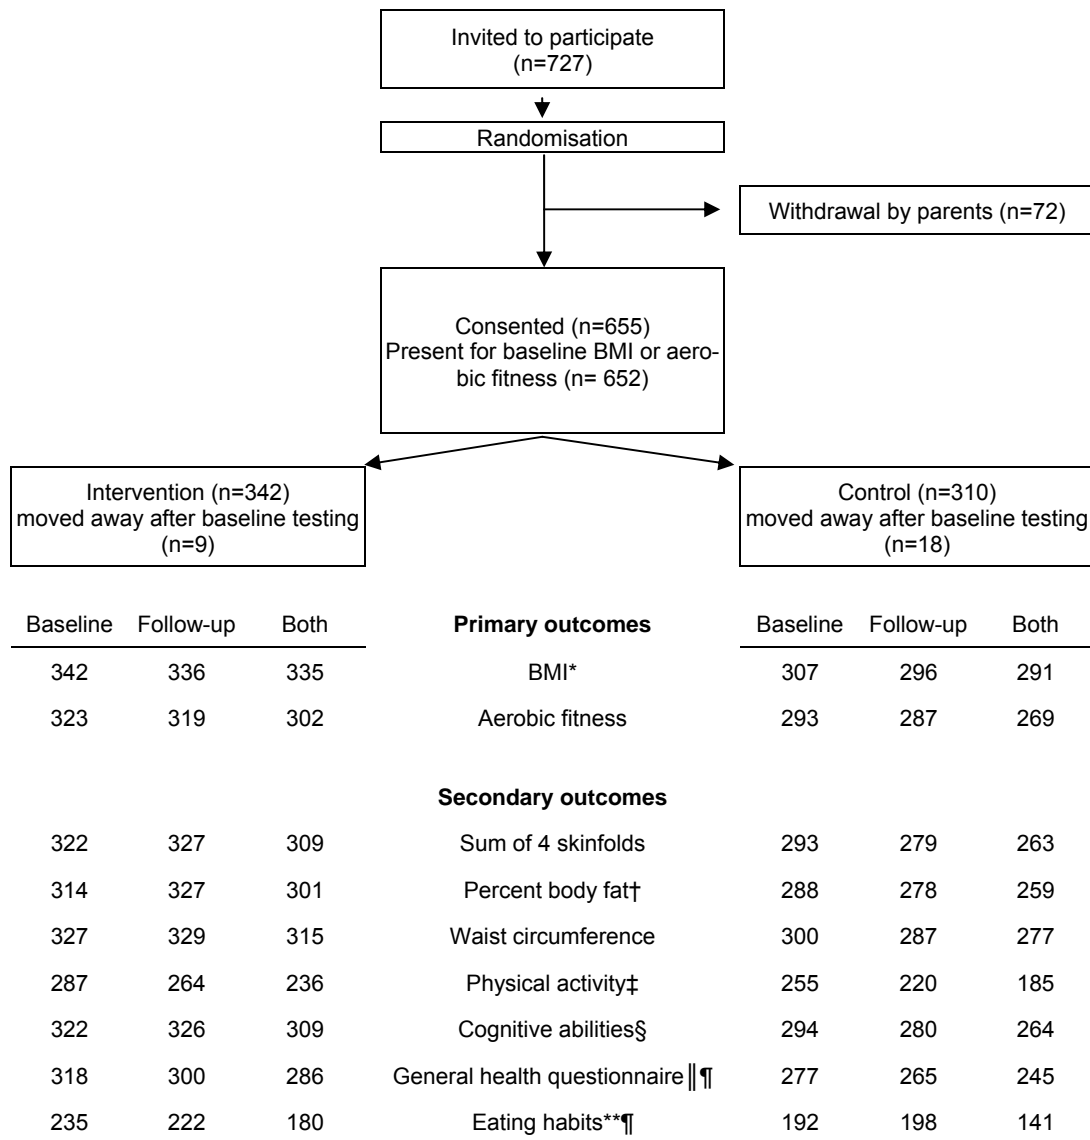 Invited to participate
(n=727)
Randomisation
Withdrawal by parents (n=72)
Consented (n=655)
Present for baseline BMI or aero-
bic fitness (n= 652)
Intervention (n=342)
moved away after baseline testing
(n=9)
Control (n=310)
moved away after baseline testing
(n=18)
Baseline Follow-up Both Primary outcomes Baseline Follow-up Both
342 336 335 BMI* 307 296 291
323 319 302 Aerobic fitness 293 287 269
Secondary outcomes
322 327 309 Sum of 4 skinfolds 293 279 263
314 327 301 Percent body fat† 288 278 259
327 329 315 Waist circumference 300 287 277
287 264 236 Physical activity‡ 255 220 185
322 326 309 Cognitive abilities§ 294 280 264
318 300 286 General health questionnaire║¶ 277 265 245
235 222 180 Eating habits**¶ 192 198 141